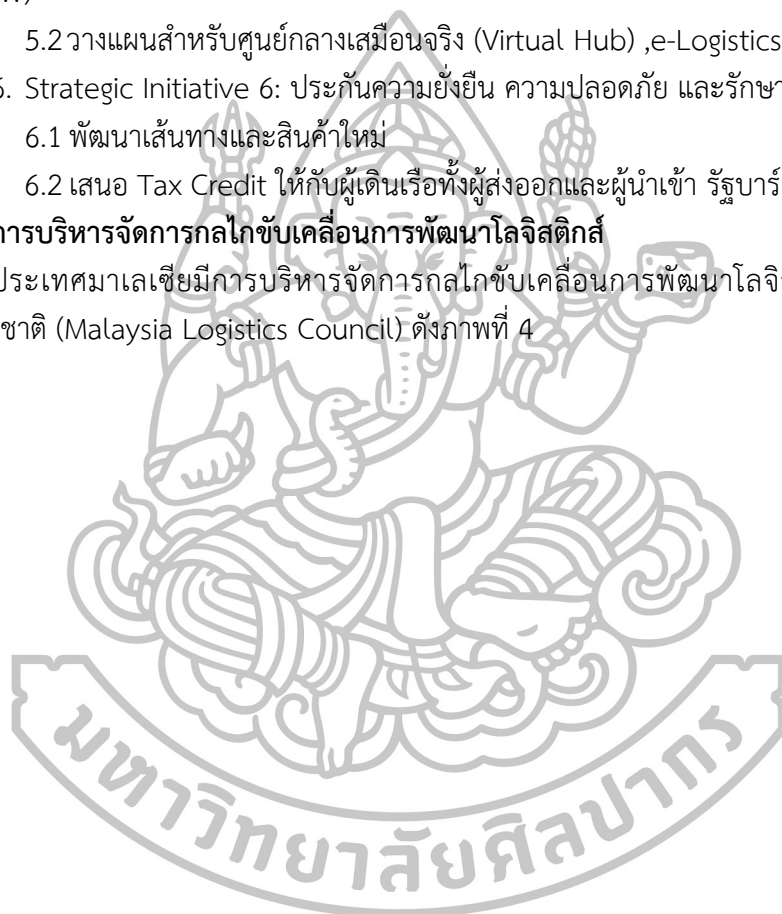 5.2 วางแผนสำหรับศูนย์กลางเสมือนจริง (Virtual Hub) ,e-Logistics
6. Strategic Initiative 6: ประกันความยั่งยืน ความปลอดภัย และรักษา
6.1 พัฒนาเส้นทางและสินค้าใหม่
6.2 เสนอ Tax Credit ให้กับผู้เดินเรือทั้งผู้ส่งออกและผู้นำเข้า รัฐบาร์
การบริหารจัดการกลไกขับเคลื่อนการพัฒนาโลจิสติกส์
ประเทศมาเลเซียมีการบริหารจัดการกลไกขับเคลื่อนการพัฒนาโลจิ
ชาติ (Malaysia Logistics Council) ดังภาพที่ 4
มหาวิทยาลัยศิลปากร